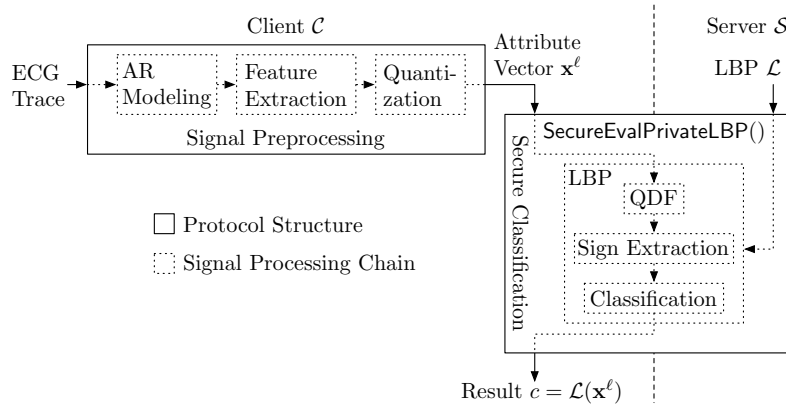 Client 𝒞
Server 𝒮
ECG
Trace
AR
Modeling
Feature
Extraction
Quanti-
zation
Signal Preprocessing
Attribute
Vector x^ℓ
LBP ℒ
SecureEvalPrivateLBP()
Secure Classification
LBP
QDF
Sign Extraction
Classification
Protocol Structure
Signal Processing Chain
Result c = ℒ(x^ℓ)